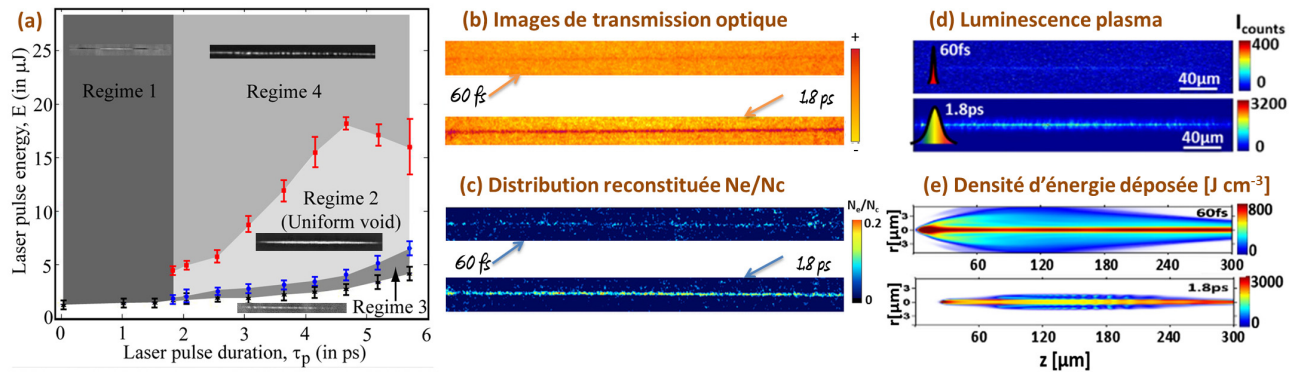 (a)
Laser pulse energy, E (in μJ)
25
20
15
10
5
0
Regime 1
Regime 4
Regime 2
(Uniform void)
Regime 3
0 1 2 3 4 5 6
Laser pulse duration, τp (in ps)
(b) Images de transmission optique
+
-
60 fs
1.8 ps
(c) Distribution reconstituée Ne/Nc
Ne/Nc
0.2
0
60 fs
1.8 ps
(d) Luminescence plasma
Icounts
60fs
400
0
40μm
1.8ps
3200
0
40μm
(e) Densité d'énergie déposée [J cm-3]
r[μm]
3
0
-3
60fs
800
0
60 120 180 240 300
r[μm]
3
0
-3
1.8ps
3000
0
60 120 180 240 300
z [μm]